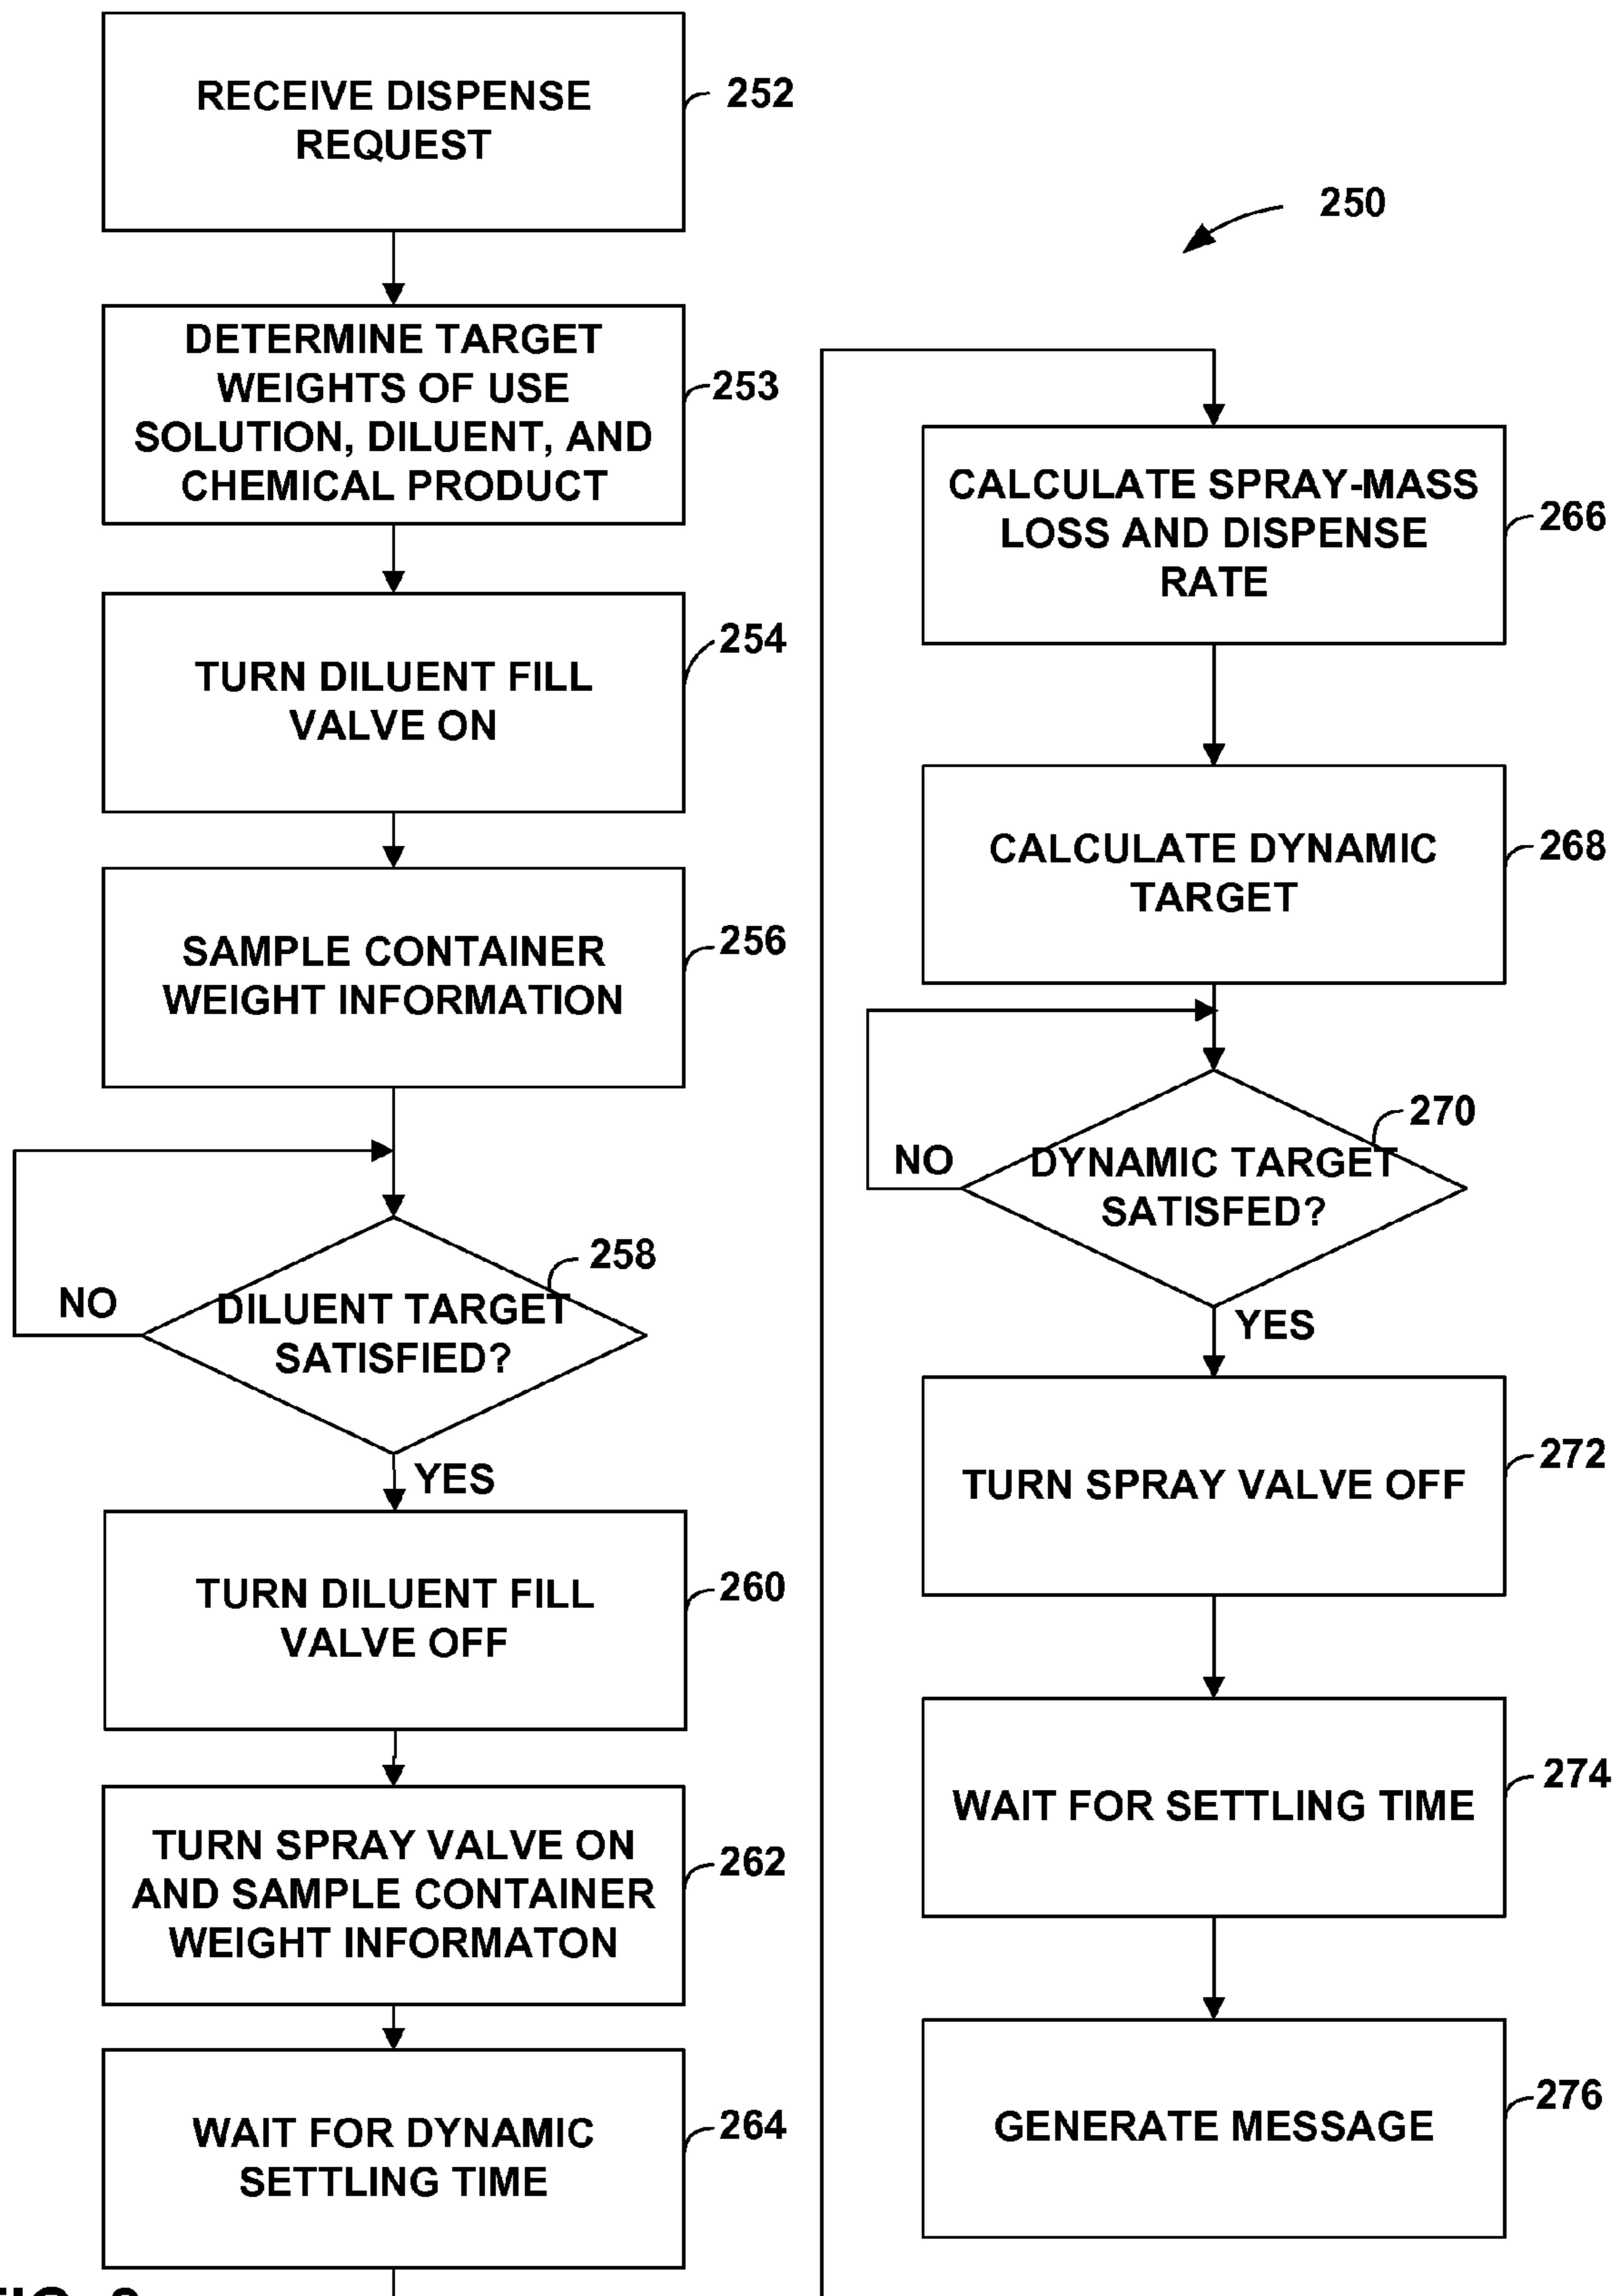 RECEIVE DISPENSE
REQUEST
252
DETERMINE TARGET
WEIGHTS OF USE
SOLUTION, DILUENT, AND
CHEMICAL PRODUCT
253
TURN DILUENT FILL
VALVE ON
254
SAMPLE CONTAINER
WEIGHT INFORMATION
256
258
NO
DILUENT TARGET
SATISFIED?
YES
TURN DILUENT FILL
VALVE OFF
260
TURN SPRAY VALVE ON
AND SAMPLE CONTAINER
WEIGHT INFORMATON
262
WAIT FOR DYNAMIC
SETTLING TIME
264
250
CALCULATE SPRAY-MASS
LOSS AND DISPENSE
RATE
266
CALCULATE DYNAMIC
TARGET
268
270
NO
DYNAMIC TARGET
SATISFED?
YES
TURN SPRAY VALVE OFF
272
WAIT FOR SETTLING TIME
274
GENERATE MESSAGE
276